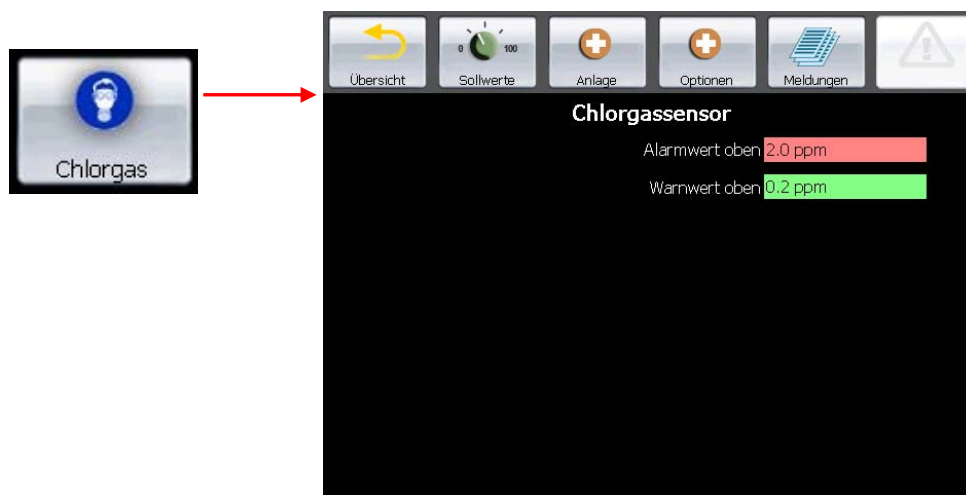 Chlorgas
Übersicht
0 100
Sollwerte
Anlage
Optionen
Meldungen
Chlorgassensor
Alarmwert oben 2.0 ppm
Warnwert oben 0.2 ppm